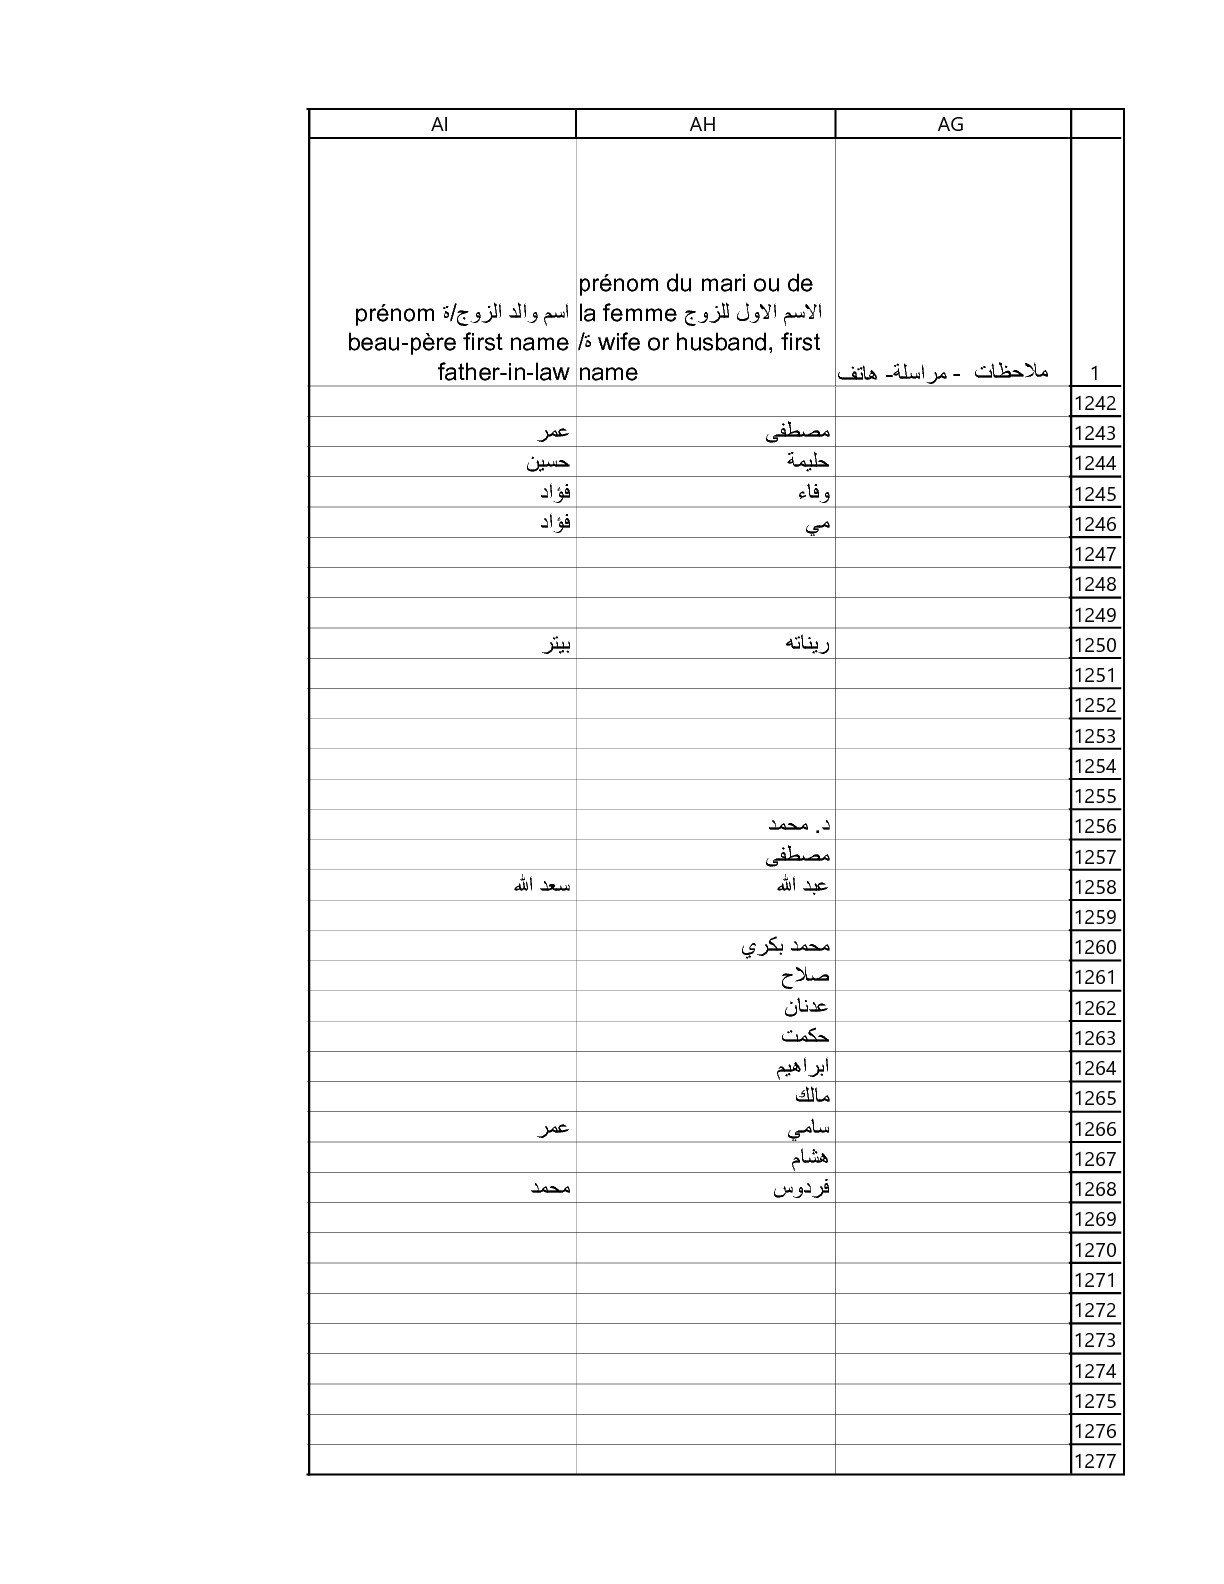 AG AH AI
1
ملاحظات - مراسلة- هاتف
prénom du mari ou de
la femme الاسم الاول للزوج
/ة wife or husband, first
name
اسم والد الزوج/ة prénom
beau-père first name
father-in-law
1242
1243 مصطفى عمر
1244 حليمة حسين
1245 وفاء فؤاد
1246 مي فؤاد
1247
1248
1249
1250 ريناته بيتر
1251
1252
1253
1254
1255
1256 د. محمد
1257 مصطفى
1258 عبد الله سعد الله
1259
1260 محمد بكري
1261 صلاح
1262 عدنان
1263 حكمت
1264 ابراهيم
1265 مالك
1266 سامي عمر
1267 هشام
1268 فردوس محمد
1269
1270
1271
1272
1273
1274
1275
1276
1277